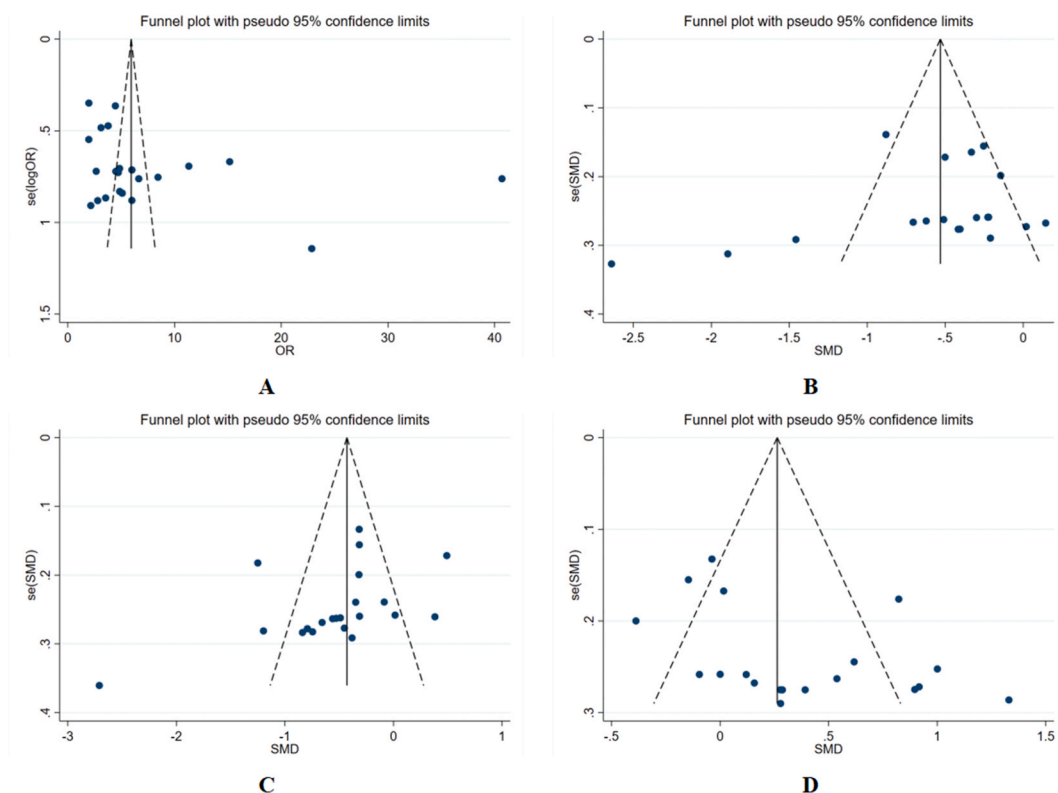 Funnel plot with pseudo 95% confidence limits
0
.5
1
1.5
se(logOR)
0 10 20 30 40
OR
A
Funnel plot with pseudo 95% confidence limits
0
.1
.2
.3
.4
se(SMD)
-2.5 -2 -1.5 -1 -.5 0
SMD
B
Funnel plot with pseudo 95% confidence limits
0
.1
.2
.3
.4
se(SMD)
-3 -2 -1 0 1
SMD
C
Funnel plot with pseudo 95% confidence limits
0
.1
.2
.3
se(SMD)
-.5 0 .5 1 1.5
SMD
D